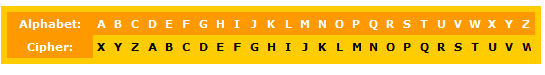 Alphabet: A B C D E F G H I J K L M N O P Q R S T U V W X Y Z
Cipher: X Y Z A B C D E F G H I J K L M N O P Q R S T U V W